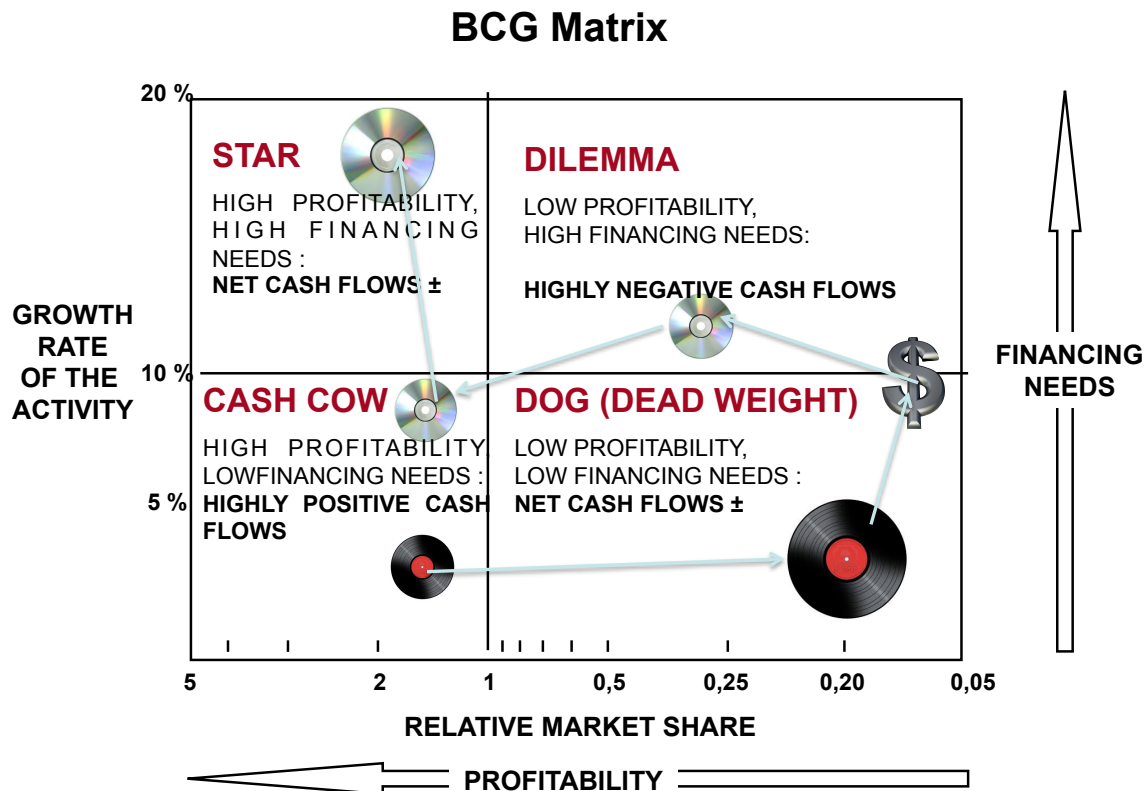 BCG Matrix
20 %
STAR
HIGH PROFITABILITY,
HIGH FINANCING
NEEDS :
NET CASH FLOWS ±
DILEMMA
LOW PROFITABILITY,
HIGH FINANCING NEEDS:
HIGHLY NEGATIVE CASH FLOWS
GROWTH
RATE
OF THE
ACTIVITY
10 %
FINANCING
NEEDS
$
CASH COW
HIGH PROFITABILITY,
LOWFINANCING NEEDS :
HIGHLY POSITIVE CASH
FLOWS
DOG (DEAD WEIGHT)
LOW PROFITABILITY,
LOW FINANCING NEEDS :
NET CASH FLOWS ±
5 %
5 2 1 0,5 0,25 0,20 0,05
RELATIVE MARKET SHARE
PROFITABILITY